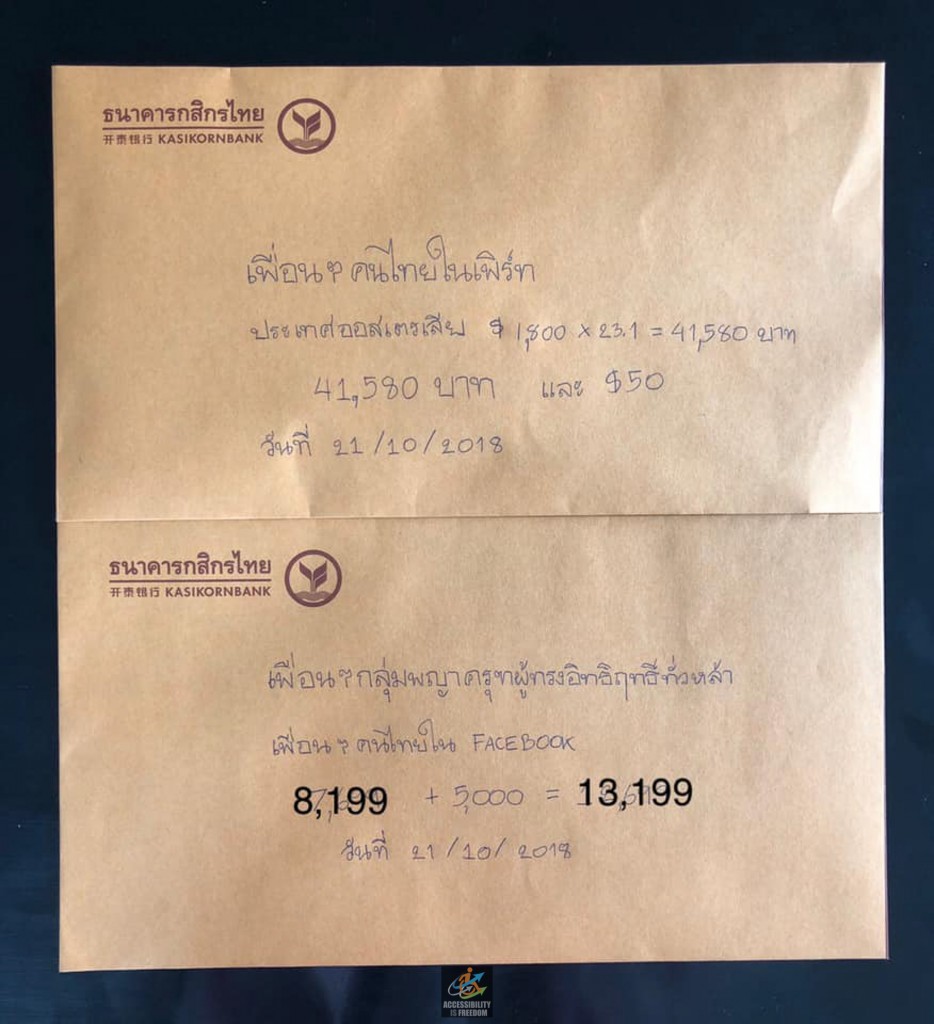 ธนาคารกสิกรไทย
开泰银行 KASIKORNBANK
เพื่อนๆ คนไทยในเพิร์ท
ประเทศออสเตรเลีย $ 1,800 × 23.1 = 41,580 บาท
41,580 บาท และ $50
วันที่ 21/10/2018
ธนาคารกสิกรไทย
开泰银行 KASIKORNBANK
เพื่อนๆ กลุ่มพญาครุฑผู้ทรงอิทธิฤทธิ์ทั่วหล้า
เพื่อนๆ คนไทยใน FACEBOOK
8,199 + 5,000 = 13,199
วันที่ 21/10/2018
ACCESSIBILITY
IS FREEDOM